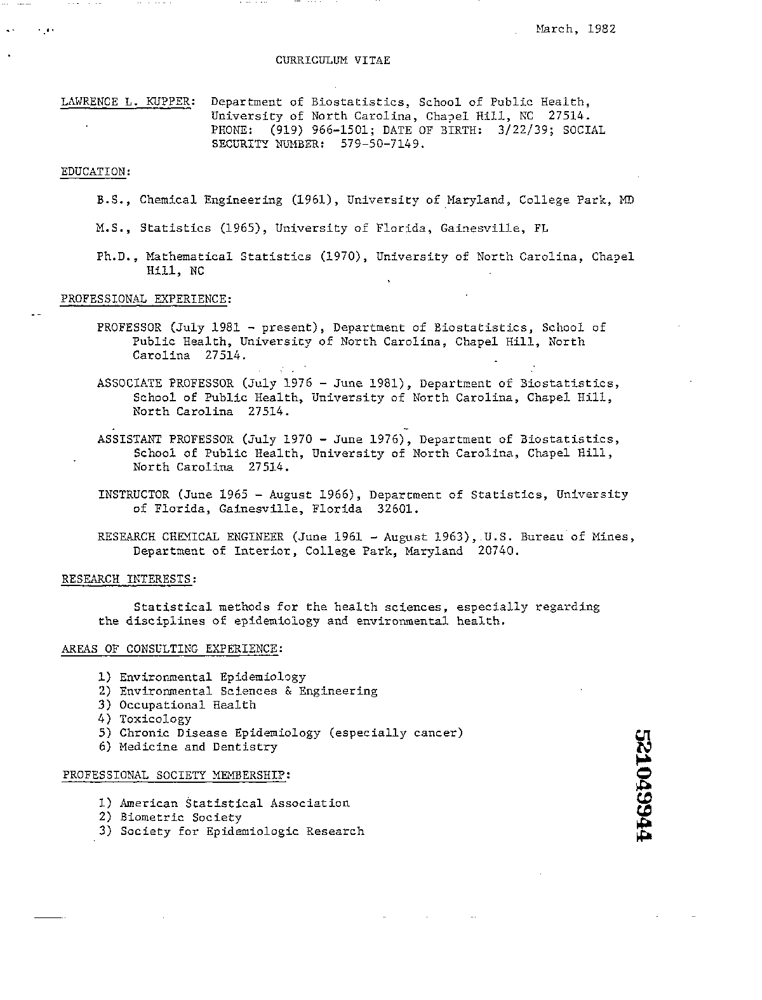 March, 1982
CURRICULUM VITAE
LAWRENCE L. KUPPER: Department of Biostatistics, School of Public Health,
University of North Carolina, Chapel Hill, NC 27514.
PHONE: (919) 966-1501; DATE OF BIRTH: 3/22/39; SOCIAL
SECURITY NUMBER: 579-50-7149.
EDUCATION:
B.S., Chemical Engineering (1961), University of Maryland, College Park, MD
M.S., Statistics (1965), University of Florida, Gainesville, FL
Ph.D., Mathematical Statistics (1970), University of North Carolina, Chapel
Hill, NC
PROFESSIONAL EXPERIENCE:
PROFESSOR (July 1981 - present), Department of Biostatistics, School of
Public Health, University of North Carolina, Chapel Hill, North
Carolina 27514.
ASSOCIATE PROFESSOR (July 1976 - June 1981), Department of Biostatistics,
School of Public Health, University of North Carolina, Chapel Hill,
North Carolina 27514.
ASSISTANT PROFESSOR (July 1970 - June 1976), Department of Biostatistics,
School of Public Health, University of North Carolina, Chapel Hill,
North Carolina 27514.
INSTRUCTOR (June 1965 - August 1966), Department of Statistics, University
of Florida, Gainesville, Florida 32601.
RESEARCH CHEMICAL ENGINEER (June 1961 - August 1963), U.S. Bureau of Mines,
Department of Interior, College Park, Maryland 20740.
RESEARCH INTERESTS:
Statistical methods for the health sciences, especially regarding
the disciplines of epidemiology and environmental health.
AREAS OF CONSULTING EXPERIENCE:
1) Environmental Epidemiology
2) Environmental Sciences & Engineering
3) Occupational Health
4) Toxicology
5) Chronic Disease Epidemiology (especially cancer)
6) Medicine and Dentistry
PROFESSIONAL SOCIETY MEMBERSHIP:
1) American Statistical Association
2) Biometric Society
3) Society for Epidemiologic Research
521049944